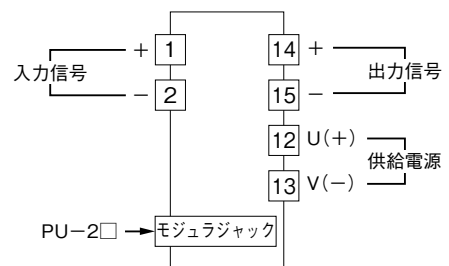 + 1
入力信号
− 2
14 +
出力信号
15 −
12 U(+)
供給電源
13 V(−)
PU−2□ モジュラジャック